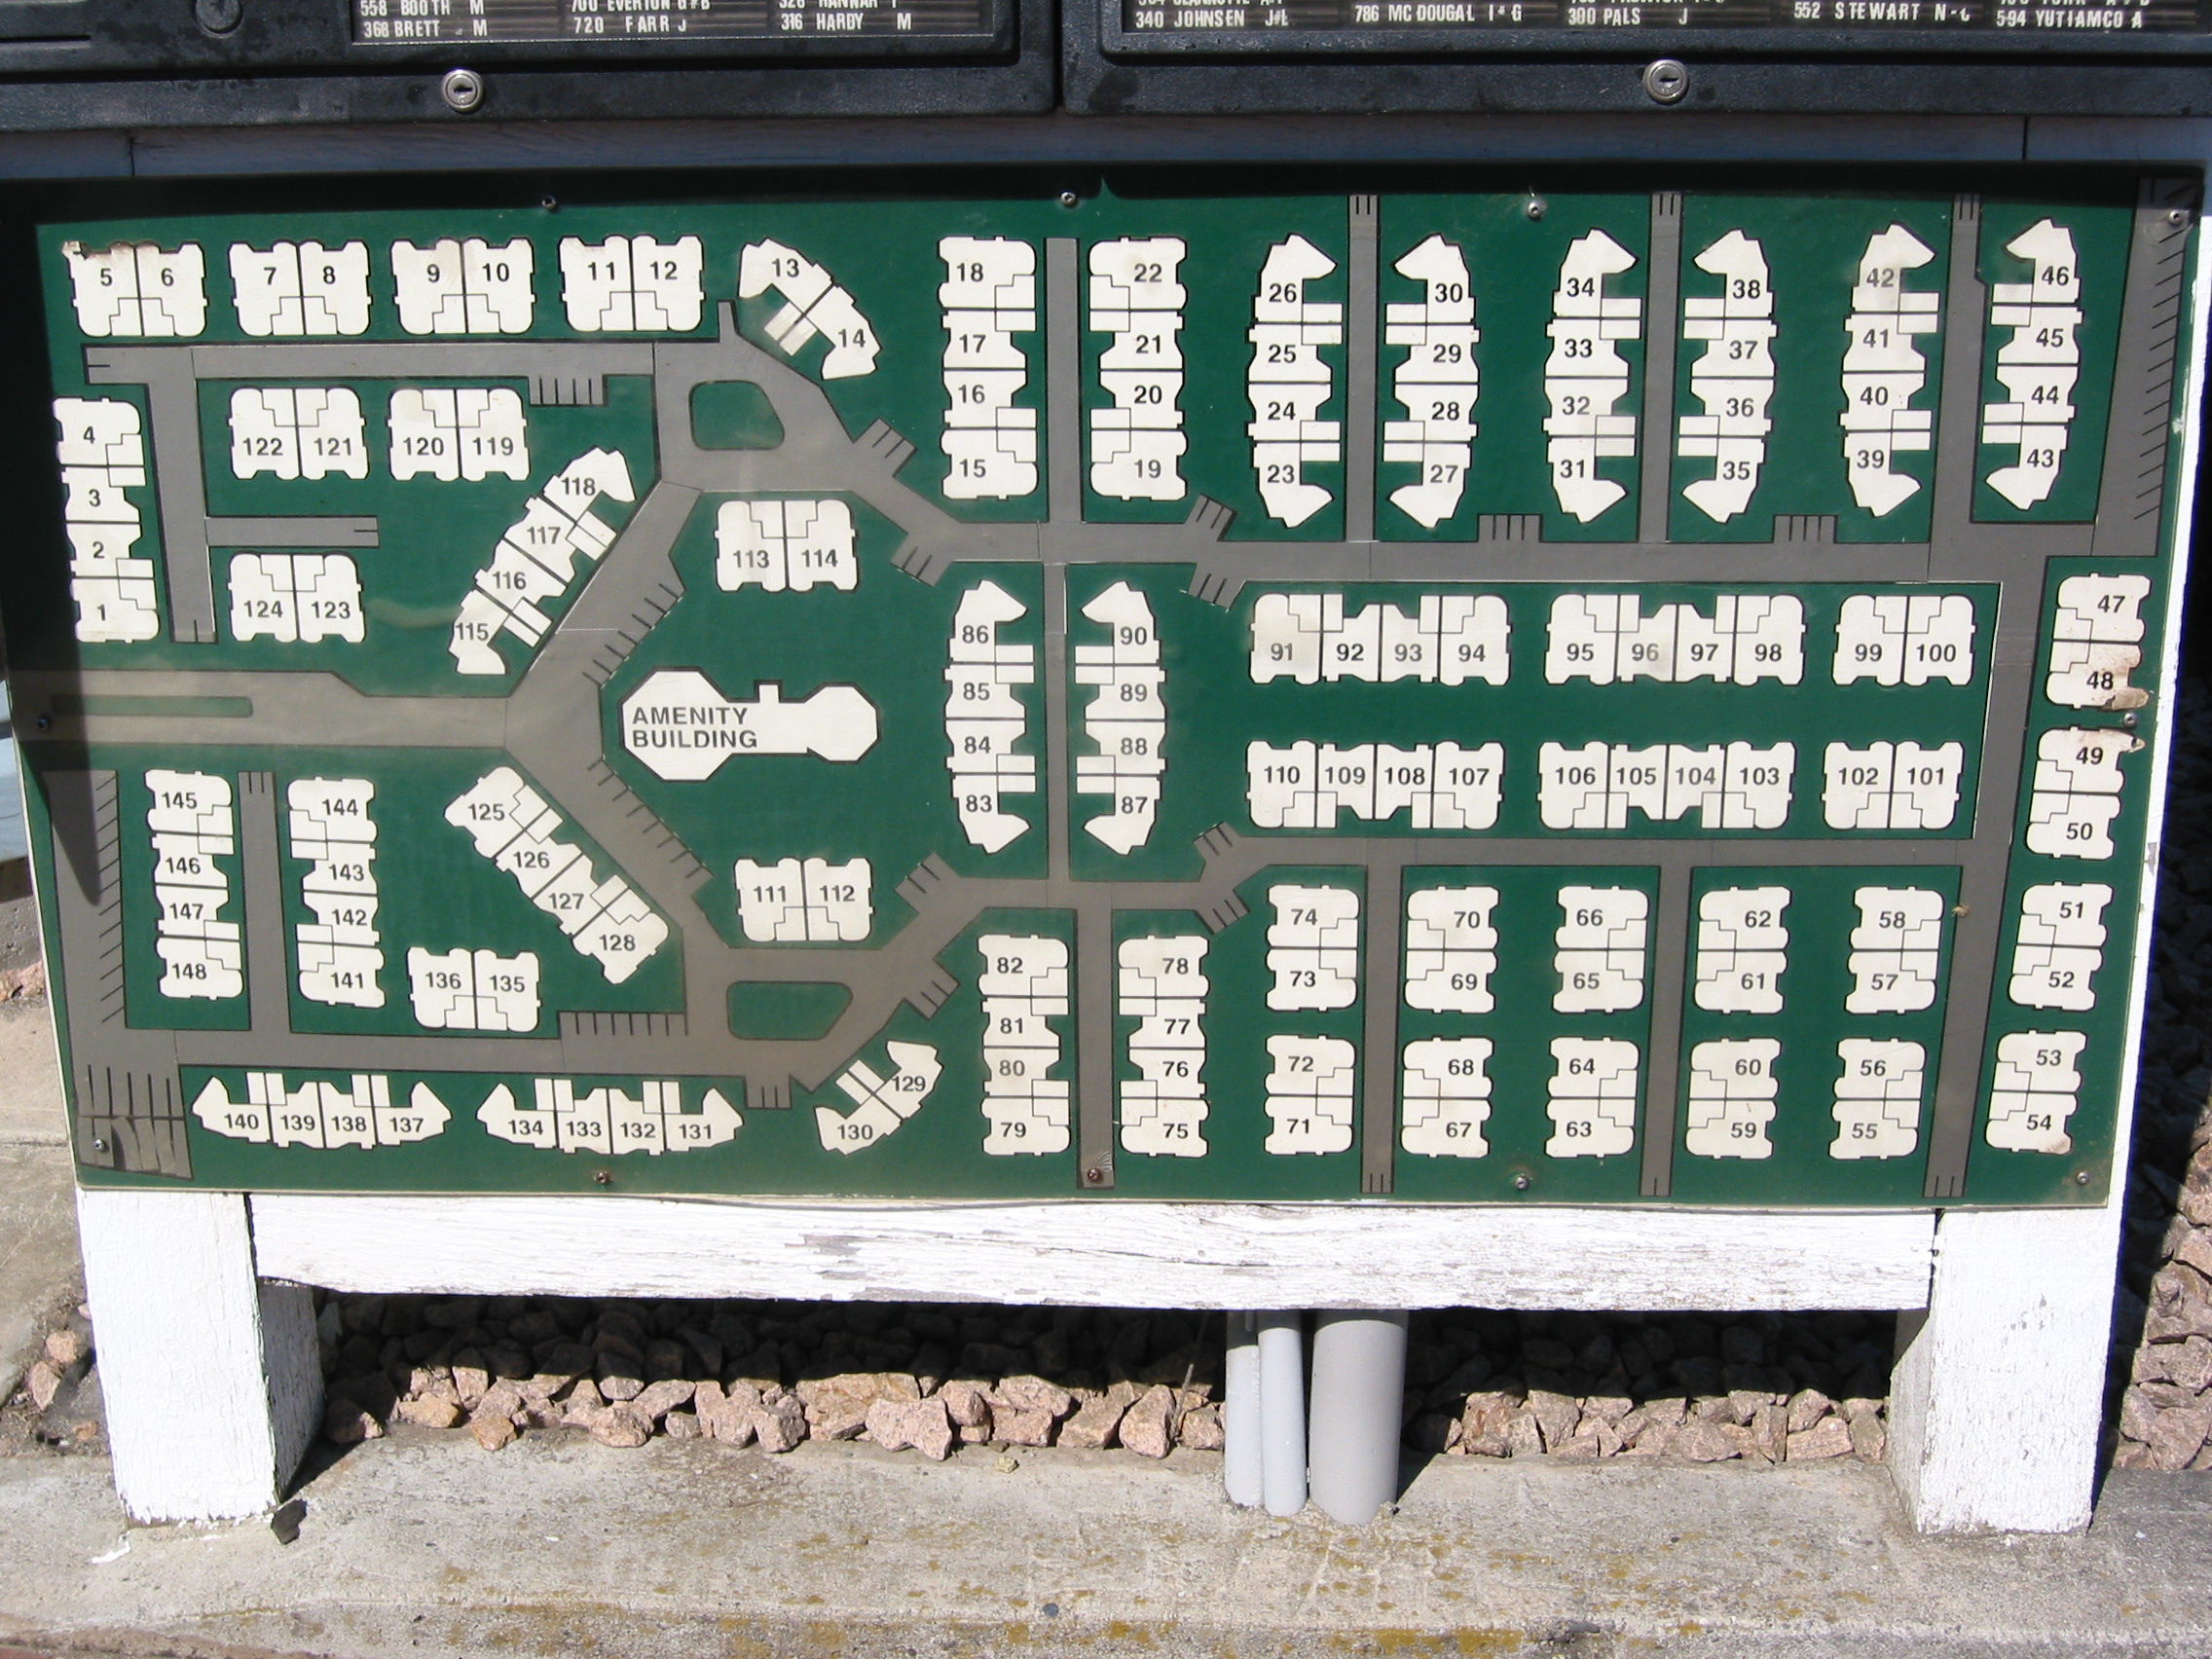 558 BOOTH M
368 BRETT M
700 EVERTON G&B
720 FARR J
326 HANNAH
316 HARDY M
340 JOHNSEN J&L
786 MC DOUGAL I&G
300 PALS J
552 STEWART N-C
594 YUTIAMCO A
5 6 7 8 9 10 11 12 13
14
18 22
17 21
16 20
15 19
26 30 34 38 42 46
25 29 33 37 41 45
24 28 32 36 40 44
23 27 31 35 39 43
4
3
2
1
122 121 120 119
118
117
116
115
124 123
113 114
86 90
85 89
84 88
83 87
91 92 93 94 95 96 97 98 99 100
47
48
AMENITY
BUILDING
110 109 108 107 106 105 104 103 102 101
49
50
145 144
146 143
147 142
148 141
125
126
127
128
136 135
111 112
82 78
81 77
80 76
79 75
74 70 66 62 58 51
73 69 65 61 57 52
72 68 64 60 56 53
71 67 63 59 55 54
140 139 138 137 134 133 132 131 130 129